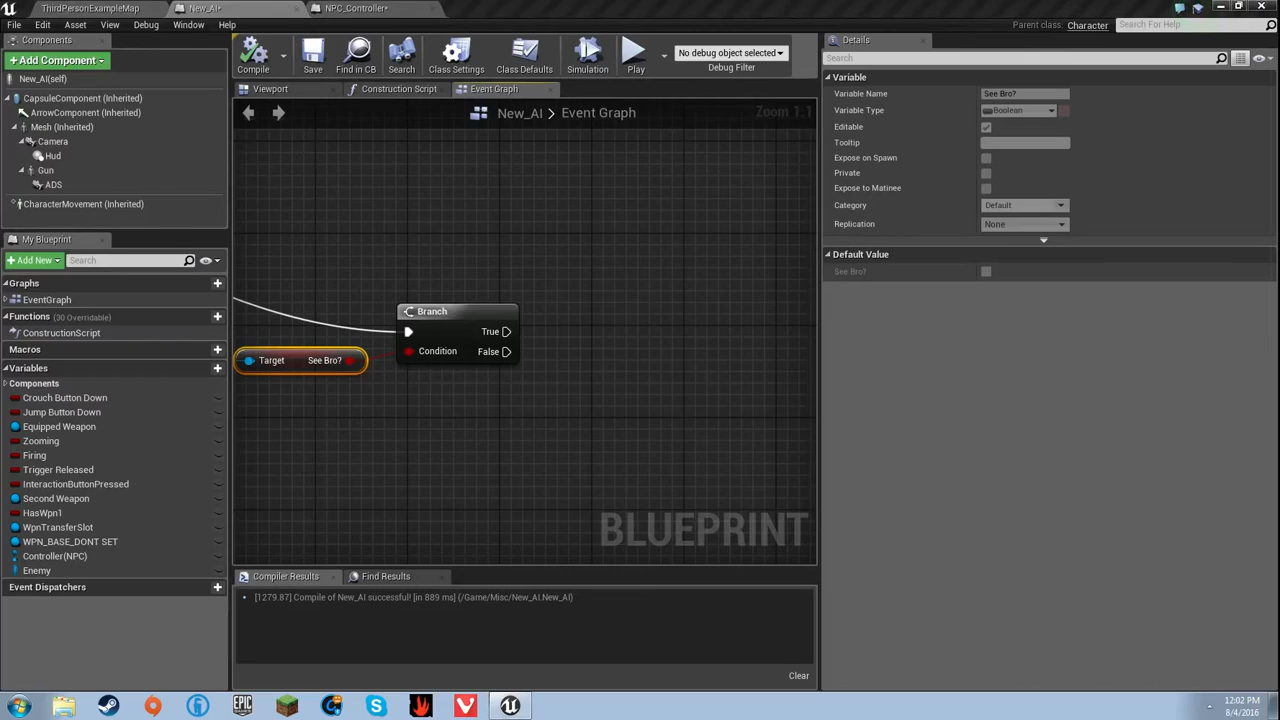 ThirdPersonExampleMap
New_AI*
NPC_Controller*
File
Edit
Asset
View
Debug
Window
Help
Parent class: Character
Search For Help
Components
+ Add Component
New_AI(self)
CapsuleComponent (Inherited)
ArrowComponent (Inherited)
Mesh (Inherited)
Camera
Hud
Gun
ADS
CharacterMovement (Inherited)
My Blueprint
+ Add New
Search
Graphs
EventGraph
Functions (30 Overridable)
ConstructionScript
Macros
Variables
Components
Crouch Button Down
Jump Button Down
Equipped Weapon
Zooming
Firing
Trigger Released
InteractionButtonPressed
Second Weapon
HasWpn1
WpnTransferSlot
WPN_BASE_DONT SET
Controller(NPC)
Enemy
Event Dispatchers
Compile
Save
Find in CB
Search
Class Settings
Class Defaults
Simulation
Play
No debug object selected
Debug Filter
Viewport
Construction Script
Event Graph
New_AI > Event Graph
Zoom 1:1
Branch
True
Condition
False
Target
See Bro?
BLUEPRINT
Compiler Results
Find Results
• [1279.87] Compile of New_AI successful! [in 889 ms] (/Game/Misc/New_AI.New_AI)
Clear
Details
Search
Variable
Variable Name
See Bro?
Variable Type
Boolean
Editable
Tooltip
Expose on Spawn
Private
Expose to Matinee
Category
Default
Replication
None
Default Value
See Bro?
EPIC GAMES
12:02 PM
8/4/2016